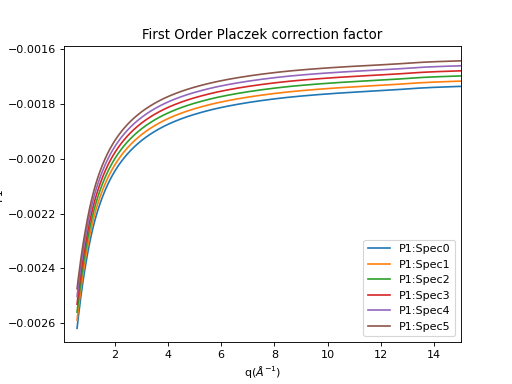 First Order Placzek correction factor
−0.0016
−0.0018
−0.0020
−0.0022
−0.0024
−0.0026
P1:Spec0
P1:Spec1
P1:Spec2
P1:Spec3
P1:Spec4
P1:Spec5
2 4 6 8 10 12 14
q(Å⁻¹)